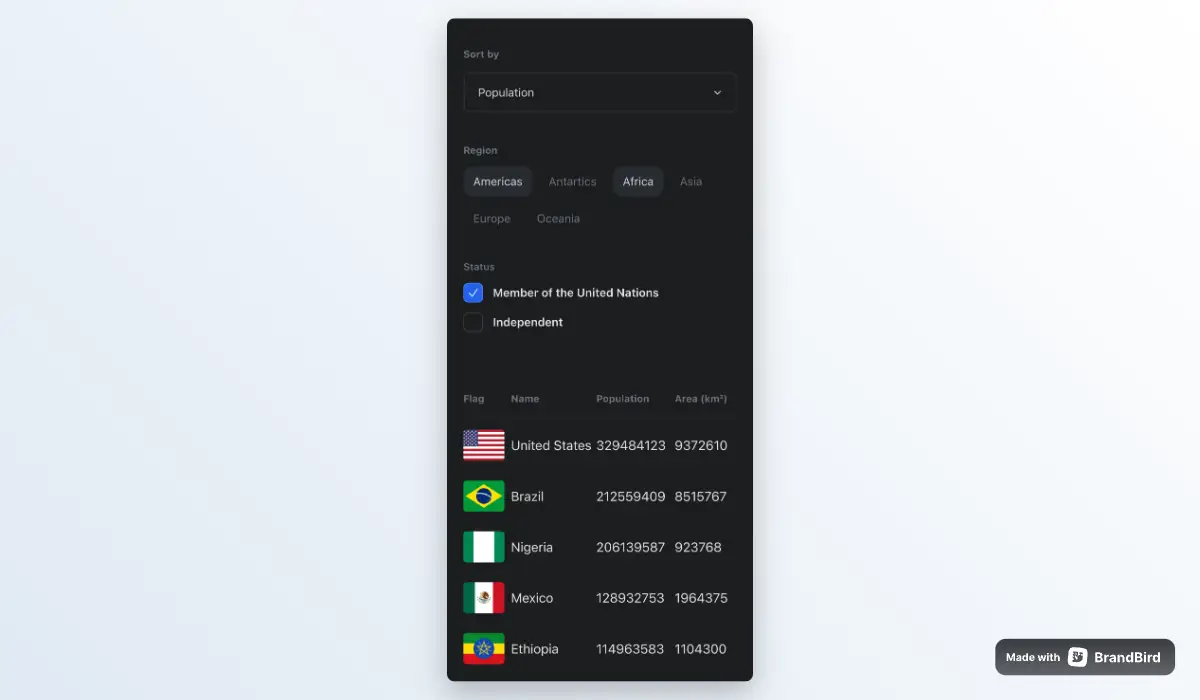 Sort by
Population
Region
Americas Antartics Africa Asia
Europe Oceania
Status
Member of the United Nations
Independent
Flag Name Population Area (km²)
United States 329484123 9372610
Brazil 212559409 8515767
Nigeria 206139587 923768
Mexico 128932753 1964375
Ethiopia 114963583 1104300
Made with BrandBird